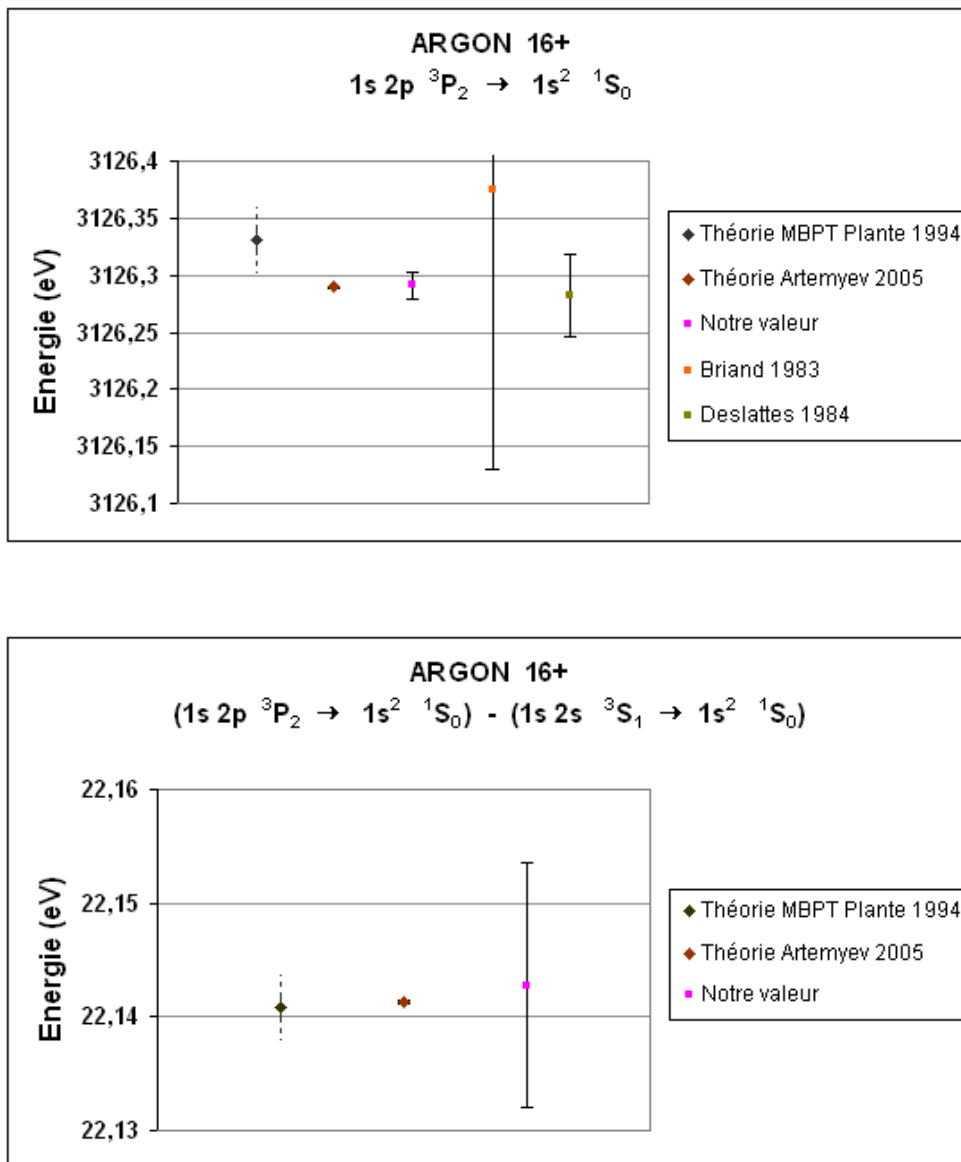 ARGON 16+
1s 2p ³P₂ → 1s² ¹S₀
3126,4
3126,35
3126,3
3126,25
3126,2
3126,15
3126,1
Energie (eV)
Théorie MBPT Plante 1994
Théorie Artemyev 2005
Notre valeur
Briand 1983
Deslattes 1984
ARGON 16+
(1s 2p ³P₂ → 1s² ¹S₀) - (1s 2s ³S₁ → 1s² ¹S₀)
22,16
22,15
22,14
22,13
Energie (eV)
Théorie MBPT Plante 1994
Théorie Artemyev 2005
Notre valeur